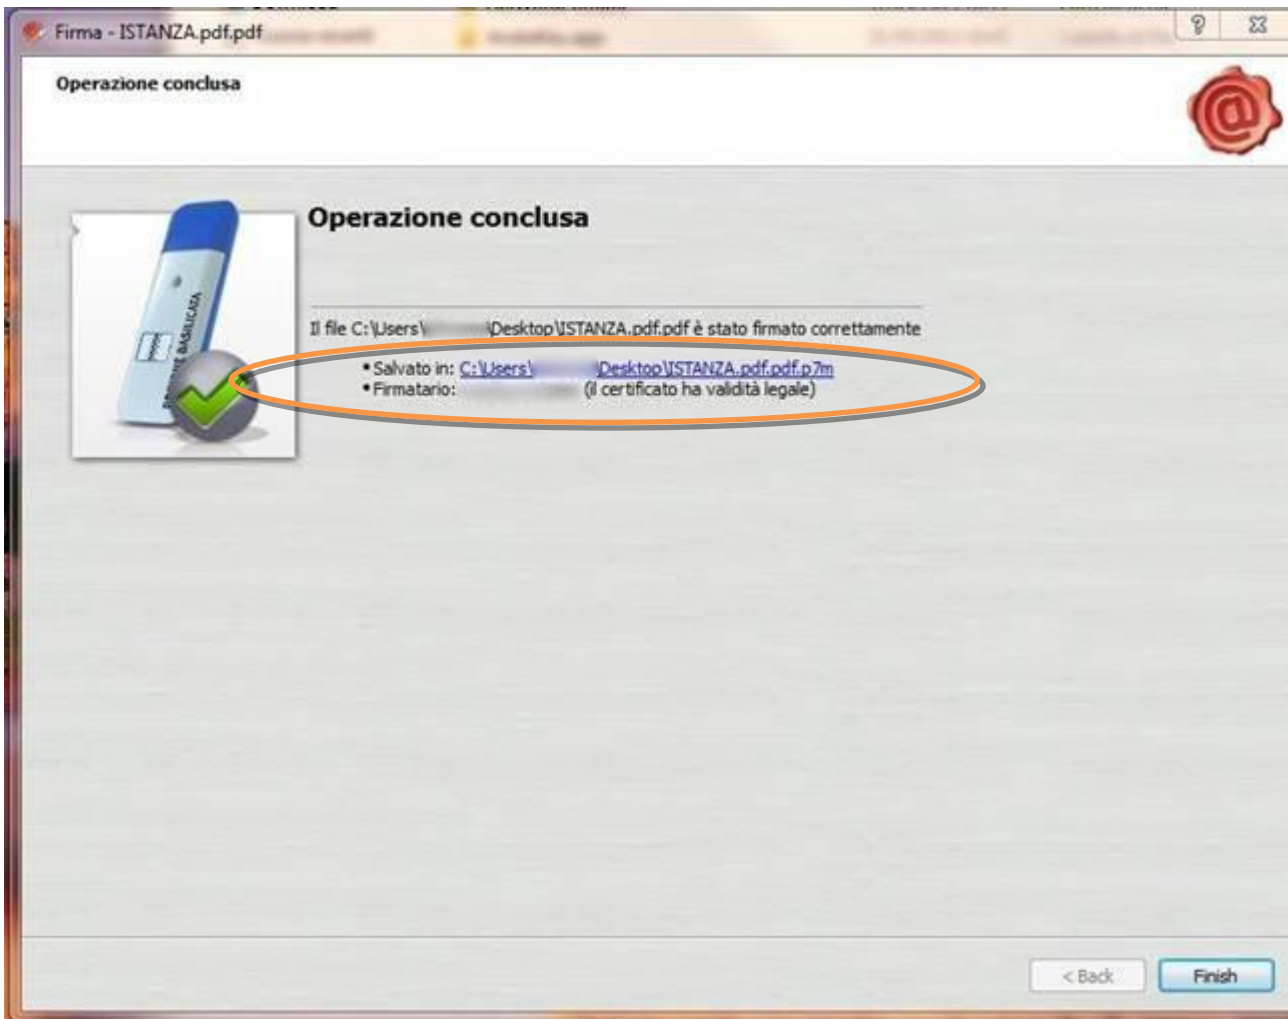 Firma - ISTANZA.pdf.pdf
Operazione conclusa
Operazione conclusa
BASILICATA
Il file C:\Users\ \Desktop\ISTANZA.pdf.pdf è stato firmato correttamente
• Salvato in: C:\Users\ \Desktop\ISTANZA.pdf.pdf.p7m
• Firmatario: (il certificato ha validità legale)
< Back
Finish